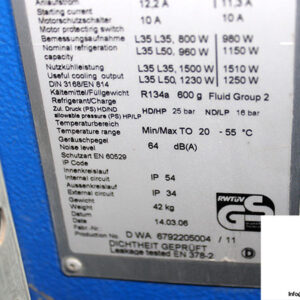 Anlaufstrom 12.2 A 11.3 A
Starting current
Motorschutzschalter 10 A 10 A
Motor protecting switch
Bemessungsaufnahme L35 L35, 800 W 980 W
Nominal refrigeration L35 L50, 960 W 1150 W
capacity
Nutzkühlleistung L35 L35, 1500 W 1510 W
Useful cooling output L35 L50, 1230 W 1250 W
DIN 3168/EN 814
Kältemittel/Füllgewicht R134a 600 g Fluid Group 2
Refrigerant/Charge
Zul. Druck (PS) HD/ND HD/HP 25 bar ND/LP 16 bar
allowable pressure (PS) HP/LP
Temperaturbereich
Temperature range Min/Max TO 20 - 55 °C
Geräuschpegel
Noise level 64 dB(A)
Schutzart EN 60529
IP Code
Innenkreislauf
Internal circuit IP 54
Aussenkreislauf
External circuit IP 34
Gewicht
Weight 42 kg
Datum
Date 14.03.06
Fabr.-Nr.
Production No D WA 6792205004 / 11
DICHTHEIT GEPRÜFT
Leakage tested EN 378-2
RWTÜV
GS